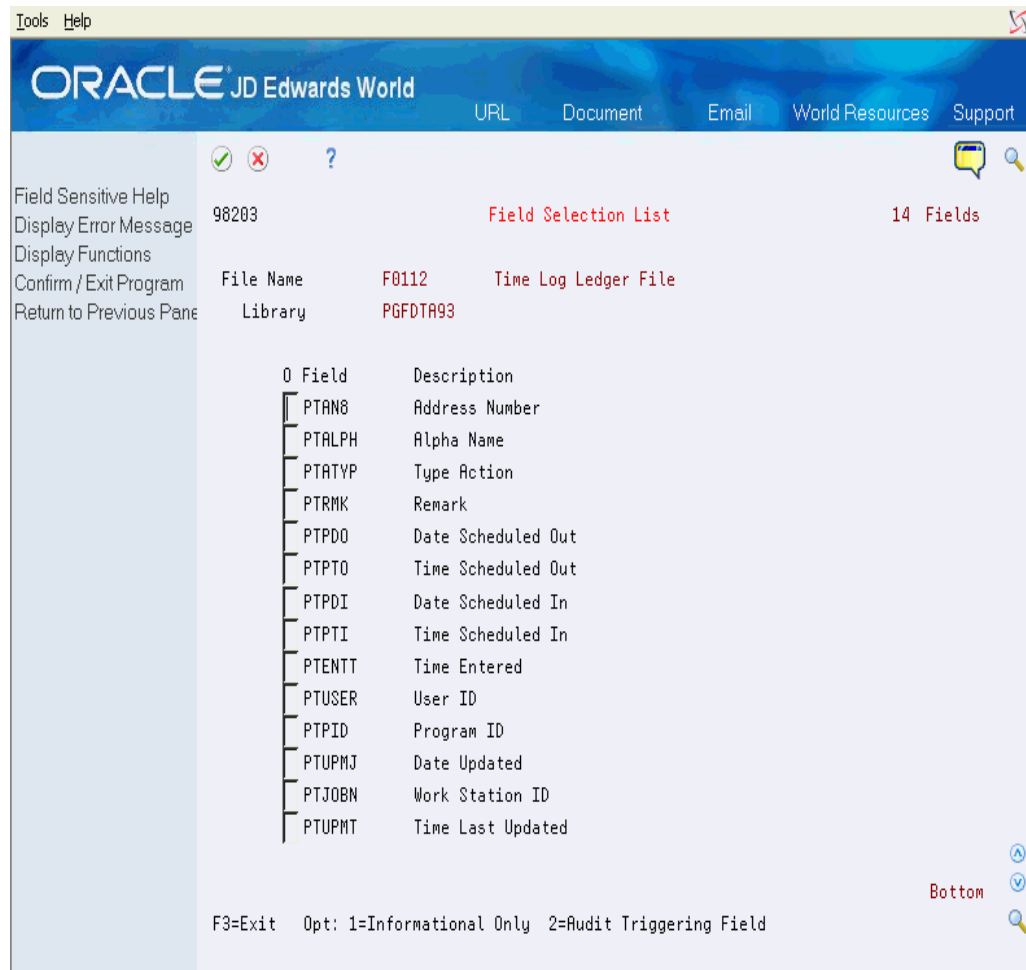 Tools Help
ORACLE JD Edwards World
URL Document Email World Resources Support
?
Field Sensitive Help
Display Error Message
Display Functions
Confirm / Exit Program
Return to Previous Pane
98203 Field Selection List 14 Fields
File Name F0112 Time Log Ledger File
Library PGFDTA93
O Field Description
PTAN8 Address Number
PTALPH Alpha Name
PTATYP Type Action
PTRMK Remark
PTPDO Date Scheduled Out
PTPTO Time Scheduled Out
PTPDI Date Scheduled In
PTPTI Time Scheduled In
PTENTT Time Entered
PTUSER User ID
PTPID Program ID
PTUPMJ Date Updated
PTJOBN Work Station ID
PTUPMT Time Last Updated
Bottom
F3=Exit Opt: 1=Informational Only 2=Audit Triggering Field